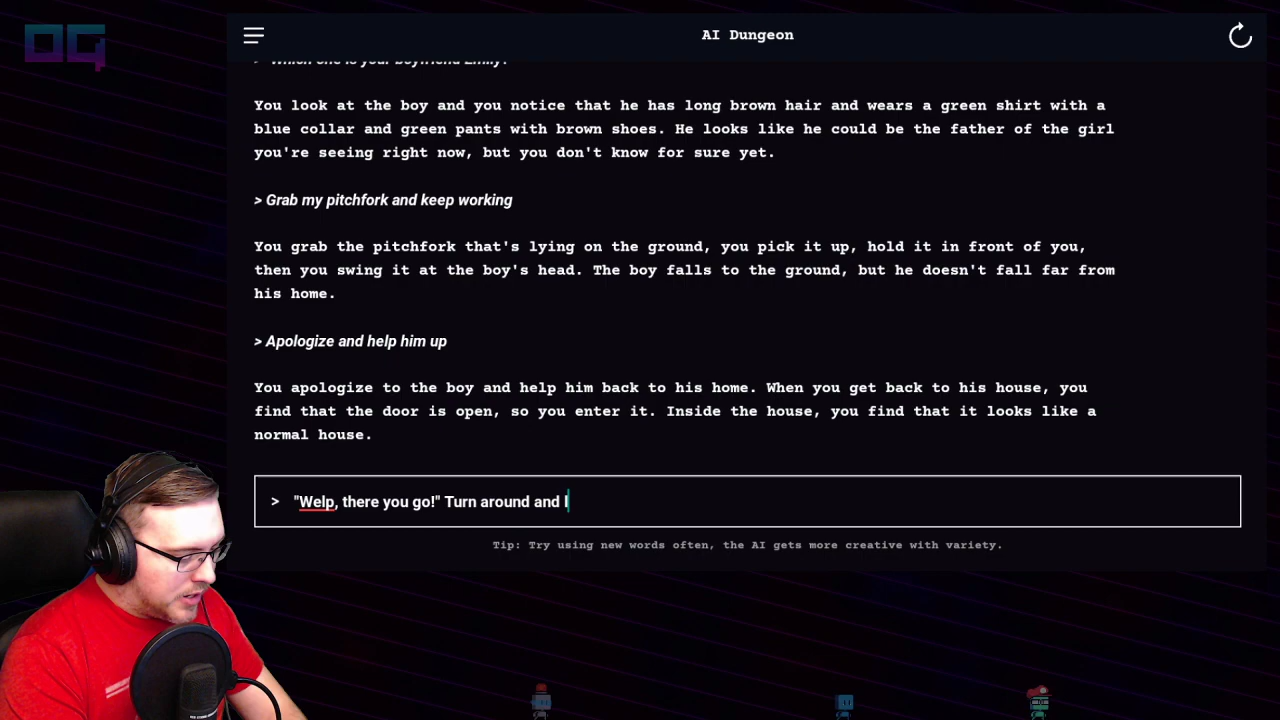 OG
AI Dungeon
> Which one is your boyfriend Emily?
You look at the boy and you notice that he has long brown hair and wears a green shirt with a
blue collar and green pants with brown shoes. He looks like he could be the father of the girl
you're seeing right now, but you don't know for sure yet.
> Grab my pitchfork and keep working
You grab the pitchfork that's lying on the ground, you pick it up, hold it in front of you,
then you swing it at the boy's head. The boy falls to the ground, but he doesn't fall far from
his home.
> Apologize and help him up
You apologize to the boy and help him back to his home. When you get back to his house, you
find that the door is open, so you enter it. Inside the house, you find that it looks like a
normal house.
> "Welp, there you go!" Turn around and l
Tip: Try using new words often, the AI gets more creative with variety.